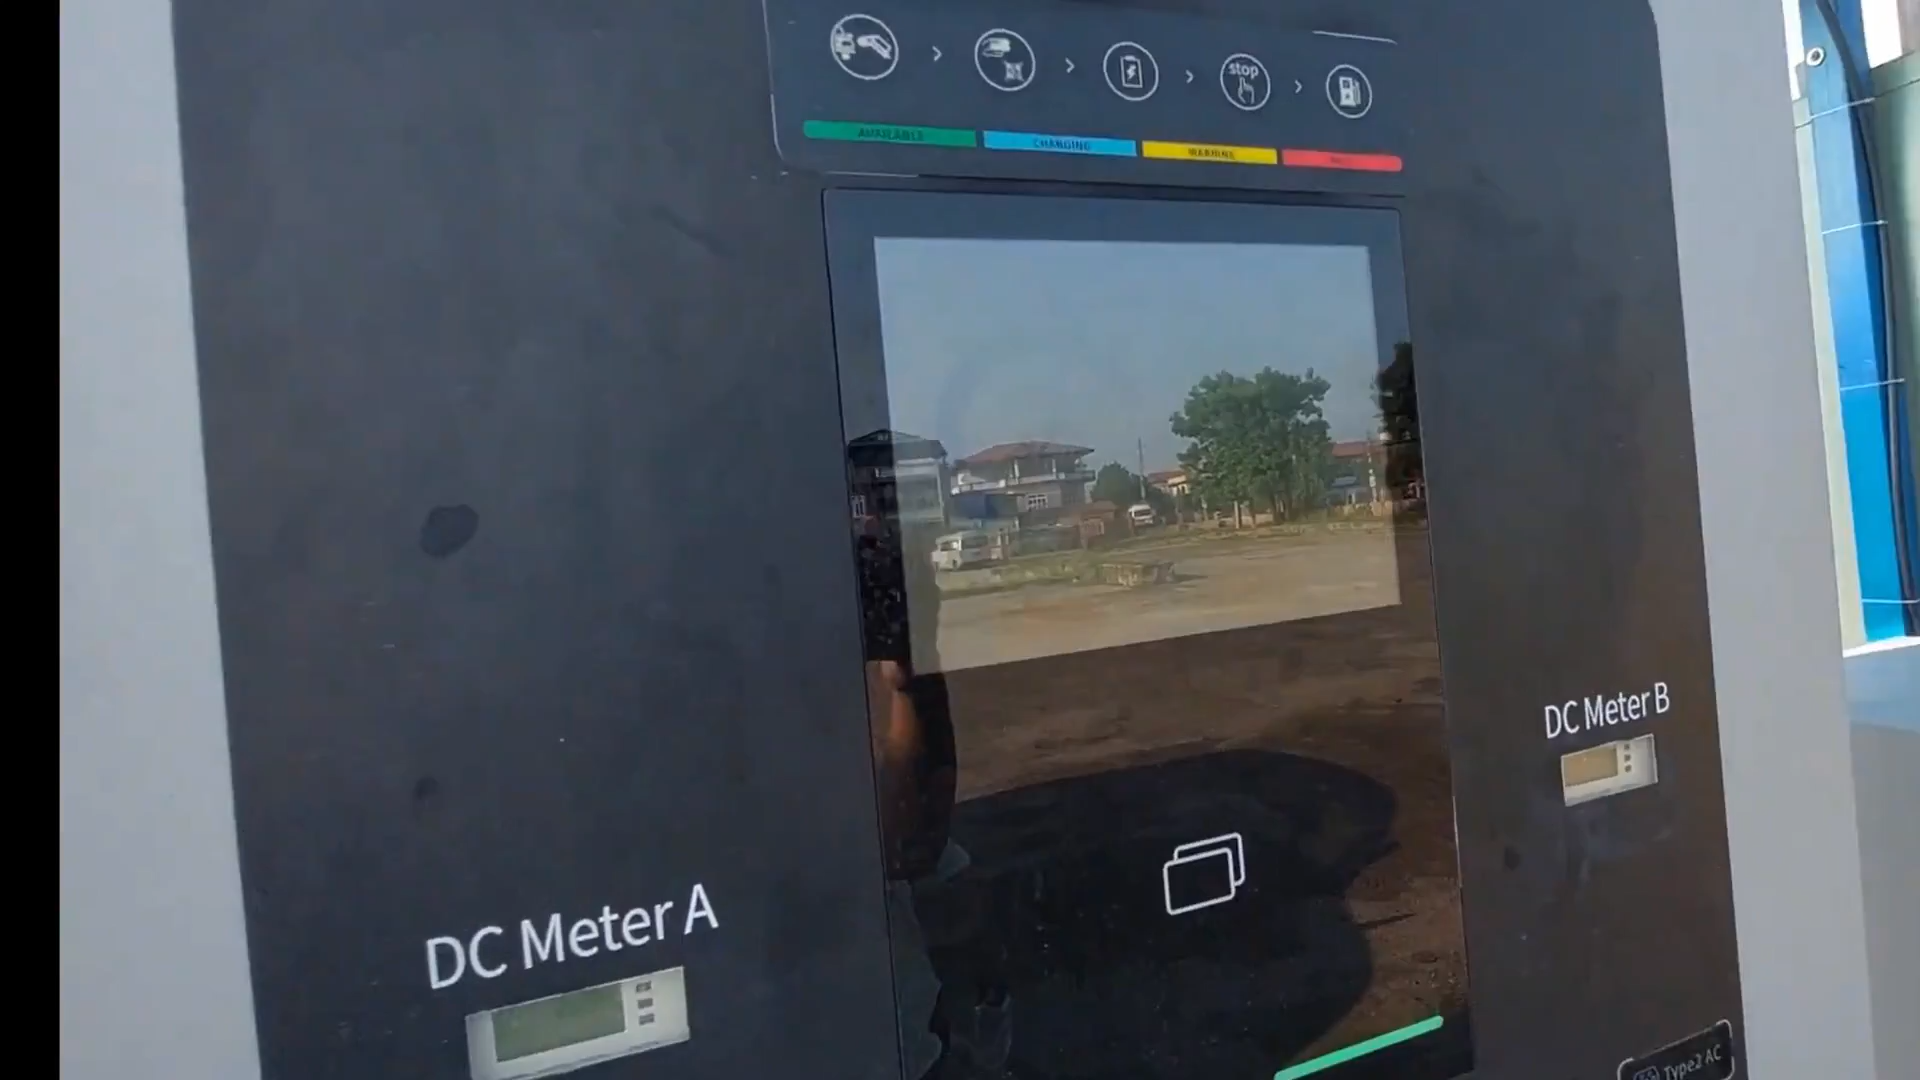 stop
AVAILABLE
CHARGING
WARNING
DC Meter B
DC Meter A
Type2 AC